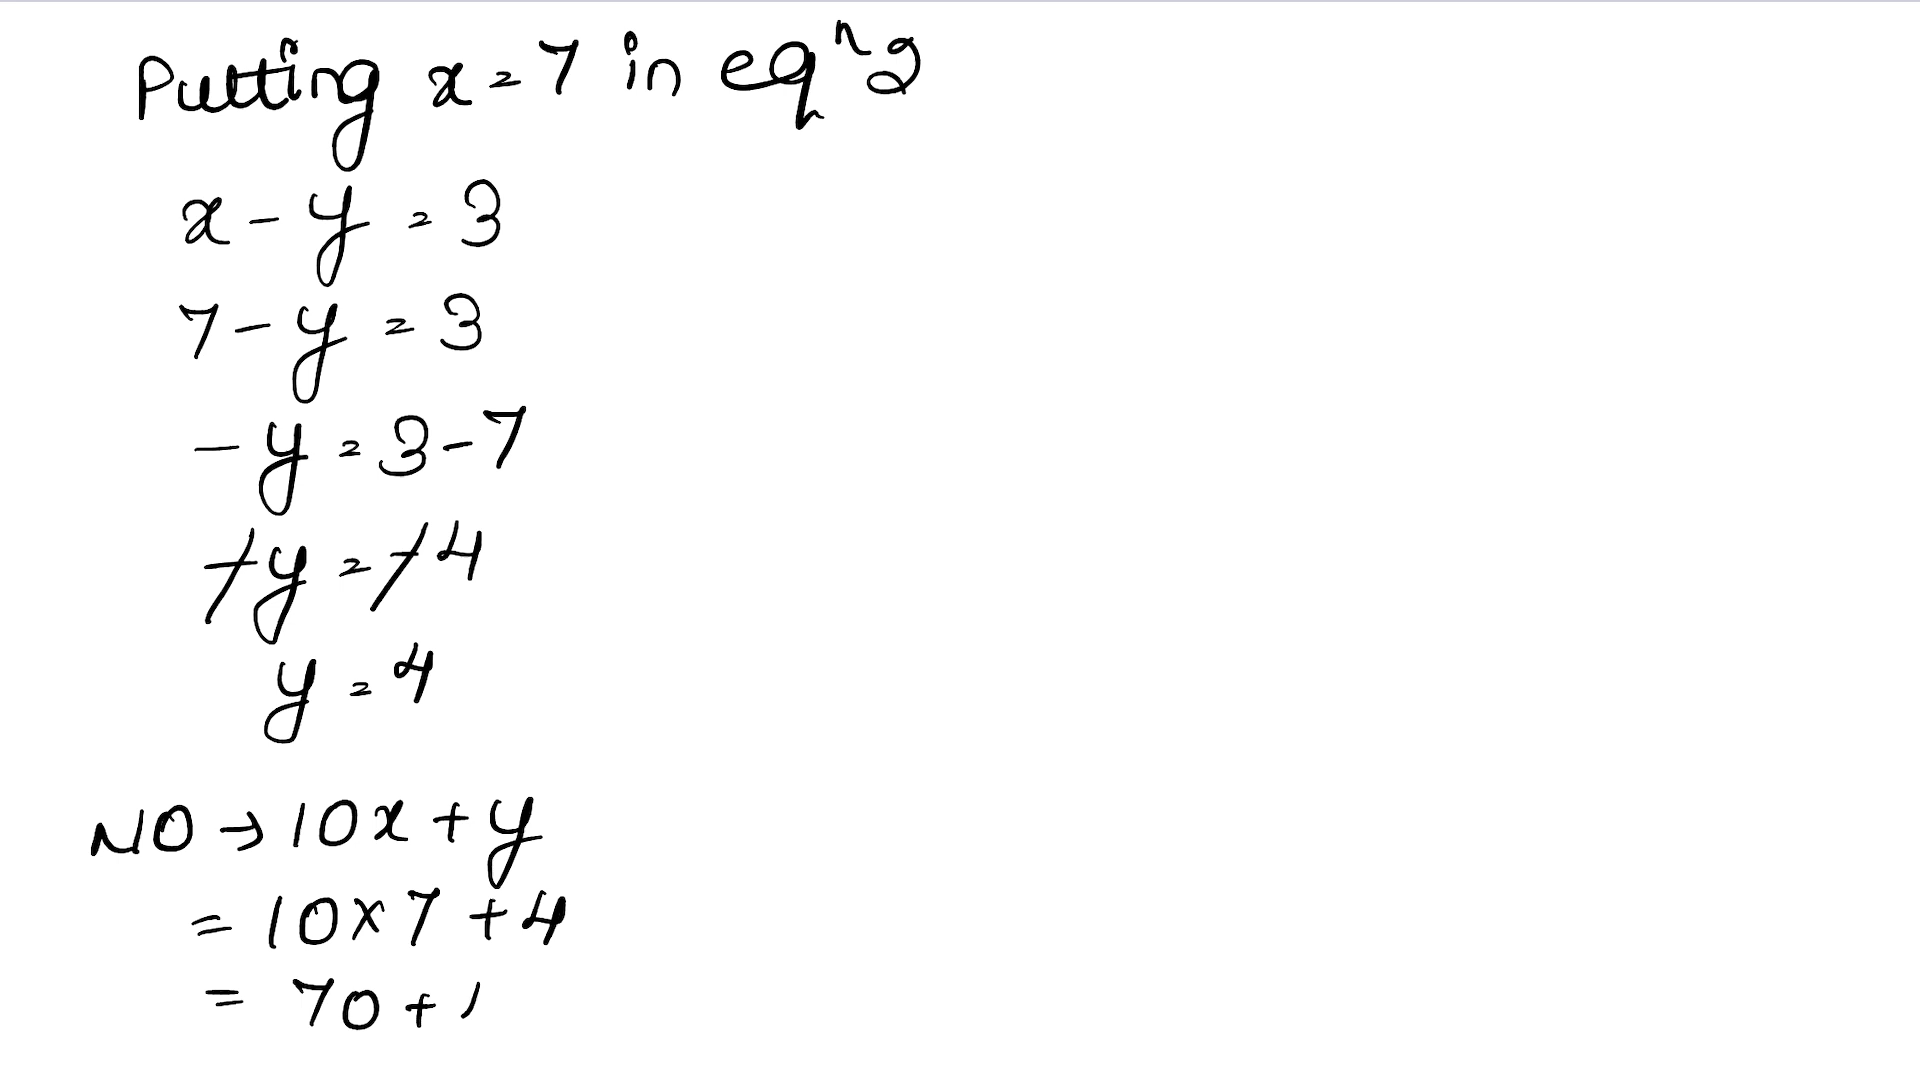 Putting x = 7 in eqⁿ 2
x - y = 3
7 - y = 3
- y = 3 - 7
- y = - 4
y = 4
NO → 10x + y
= 10 × 7 + 4
= 70 +